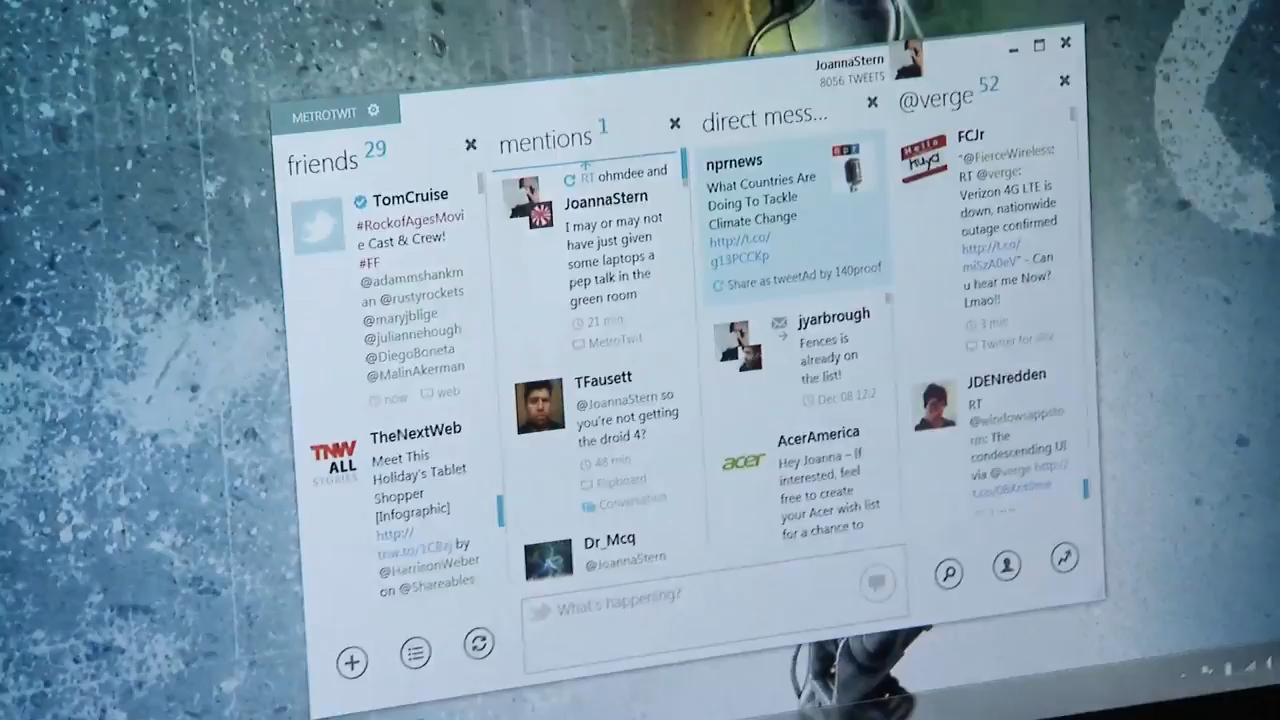 METROTWIT
JoannaStern
8056 TWEETS
friends 29
TomCruise
#RockofAgesMovi
e Cast & Crew!
#FF
@adammshankm
an @rustyrockets
@maryjblige
@juliannehough
@DiegoBoneta
@MalinAkerman
now web
TNW
ALL
STORIES
TheNextWeb
Meet This
Holiday's Tablet
Shopper
[Infographic]
http://
by
@HarrisonWeber
on @Shareables
mentions 1
RT ohmdee and
JoannaStern
I may or may not
have just given
some laptops a
pep talk in the
green room
21 min
MetroTwit
TFausett
@JoannaStern so
you're not getting
the droid 4?
48 min
Flipboard
Conversation
Dr_Mcq
@JoannaStern
direct mess...
nprnews
npr
What Countries Are
Doing To Tackle
Climate Change
http://t.co/
g13PCCKp
Share as tweetAd by 140proof
jyarbrough
Fences is
already on
the list!
Dec 08 12:2
acer
AcerAmerica
Hey Joanna – If
interested, feel
free to create
your Acer wish list
for a chance to
@verge 52
Hello
FCJr
"@FierceWireless:
RT @verge:
Verizon 4G LTE is
down, nationwide
outage confirmed
http://t.co/
miSzA0eV" - Can
u hear me Now?
Lmao!!
3 min
Twitter for
JDENredden
RT
@windowsappsto
rm: The
condescending UI
via @verge http://
What's happening?